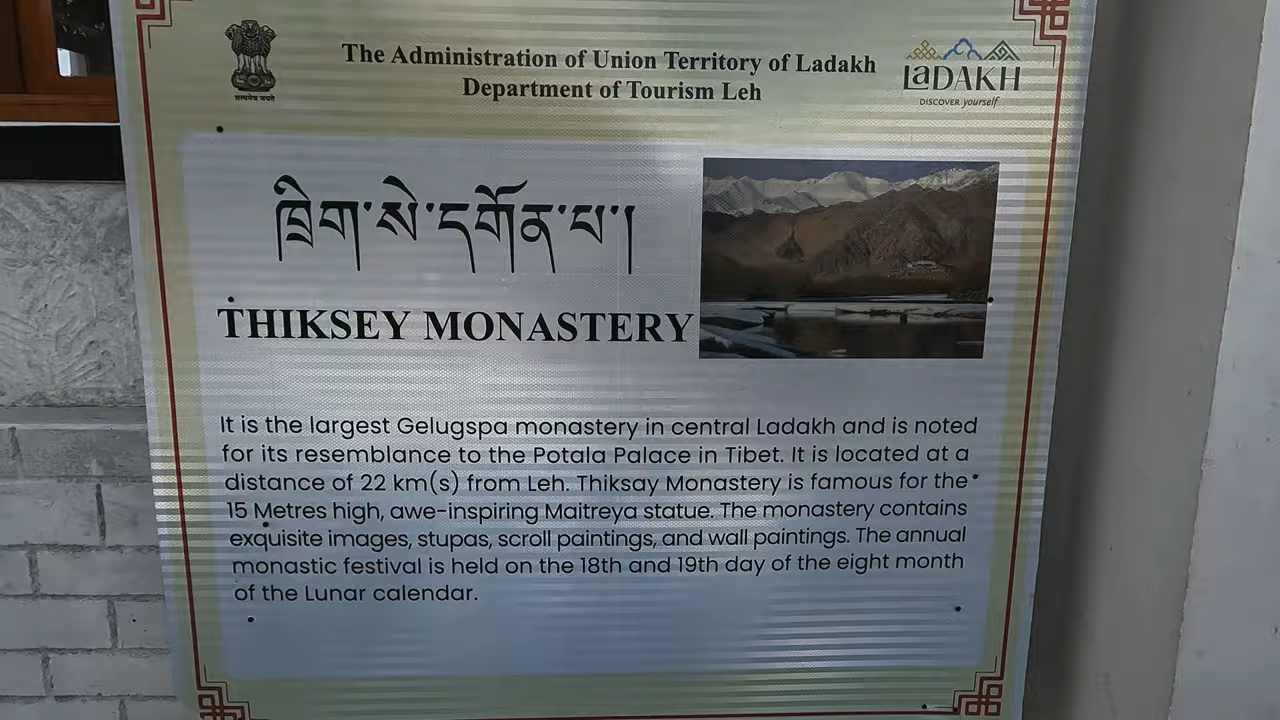 सत्यमेव जयते
The Administration of Union Territory of Ladakh
Department of Tourism Leh
LaDAKH
DISCOVER yourself
ཁྲིག་སེ་དགོན་པ་།
THIKSEY MONASTERY
It is the largest Gelugspa monastery in central Ladakh and is noted
for its resemblance to the Potala Palace in Tibet. It is located at a
distance of 22 km(s) from Leh. Thiksay Monastery is famous for the
15 Metres high, awe-inspiring Maitreya statue. The monastery contains
exquisite images, stupas, scroll paintings, and wall paintings. The annual
monastic festival is held on the 18th and 19th day of the eight month
of the Lunar calendar.